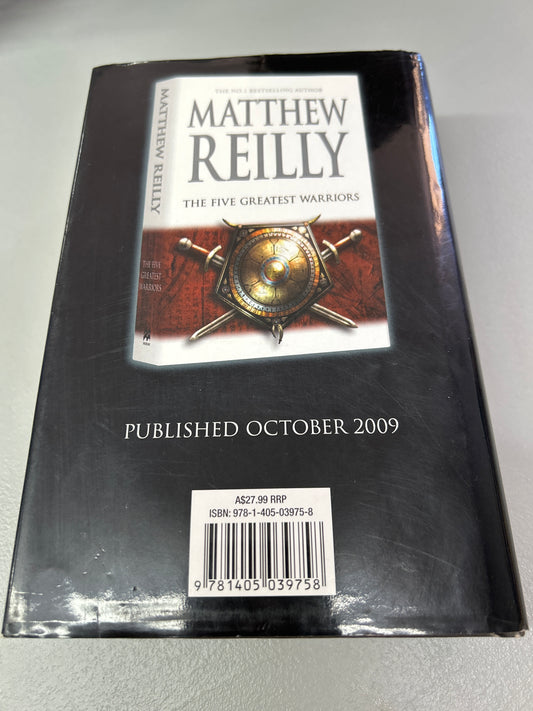 THE NO.1 BESTSELLING AUTHOR
MATTHEW
REILLY
THE FIVE GREATEST WARRIORS
MATTHEW REILLY
THE FIVE
GREATEST
WARRIORS
PUBLISHED OCTOBER 2009
A$27.99 RRP
ISBN: 978-1-405-03975-8
9 781405 039758